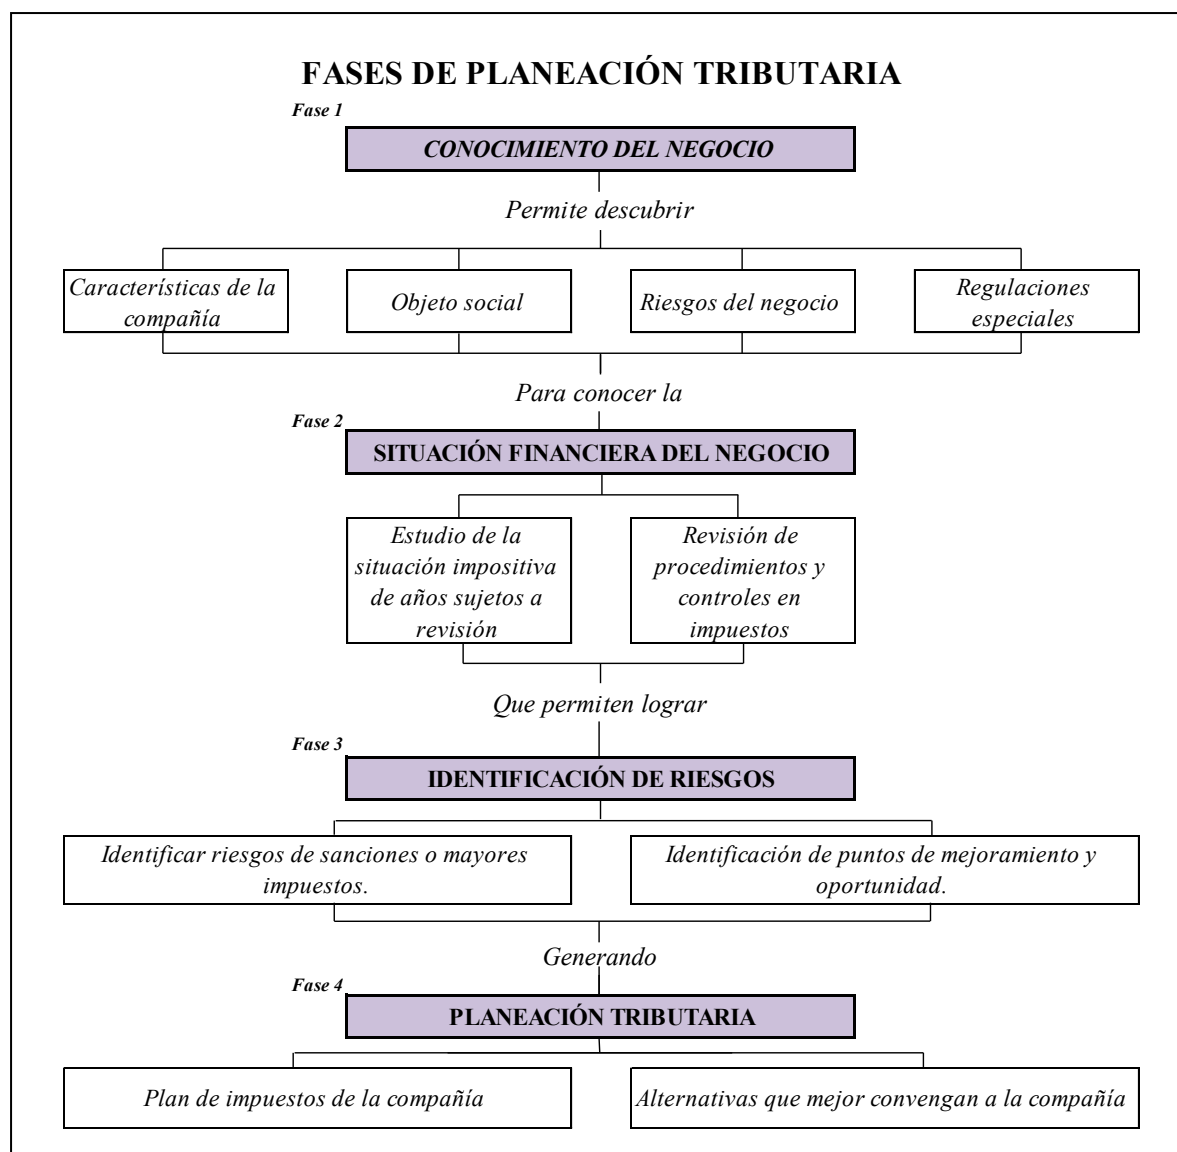 FASES DE PLANEACIÓN TRIBUTARIA
Fase 1
CONOCIMIENTO DEL NEGOCIO
Permite descubrir
Características de la
compañía
Objeto social
Riesgos del negocio
Regulaciones
especiales
Para conocer la
Fase 2
SITUACIÓN FINANCIERA DEL NEGOCIO
Estudio de la
situación impositiva
de años sujetos a
revisión
Revisión de
procedimientos y
controles en
impuestos
Que permiten lograr
Fase 3
IDENTIFICACIÓN DE RIESGOS
Identificar riesgos de sanciones o mayores
impuestos.
Identificación de puntos de mejoramiento y
oportunidad.
Generando
Fase 4
PLANEACIÓN TRIBUTARIA
Plan de impuestos de la compañía
Alternativas que mejor convengan a la compañía